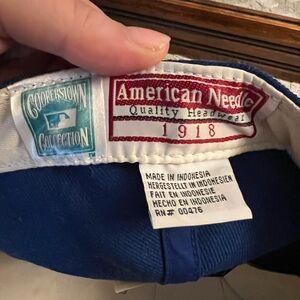 COOPERSTOWN
COLLECTION
American Needle
Quality Headwear
1918
MADE IN INDONESIA
HERGESTELLT IN INDONESIEN
FAIT EN INDONESIE
HECHO EN INDONESIA
RN# 00476